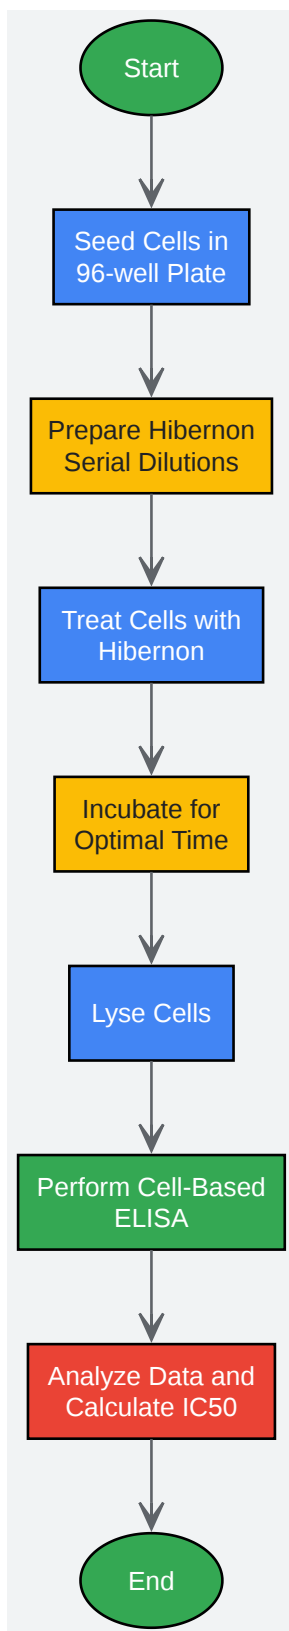 Start
Seed Cells in
96-well Plate
Prepare Hibernon
Serial Dilutions
Treat Cells with
Hibernon
Incubate for
Optimal Time
Lyse Cells
Perform Cell-Based
ELISA
Analyze Data and
Calculate IC50
End